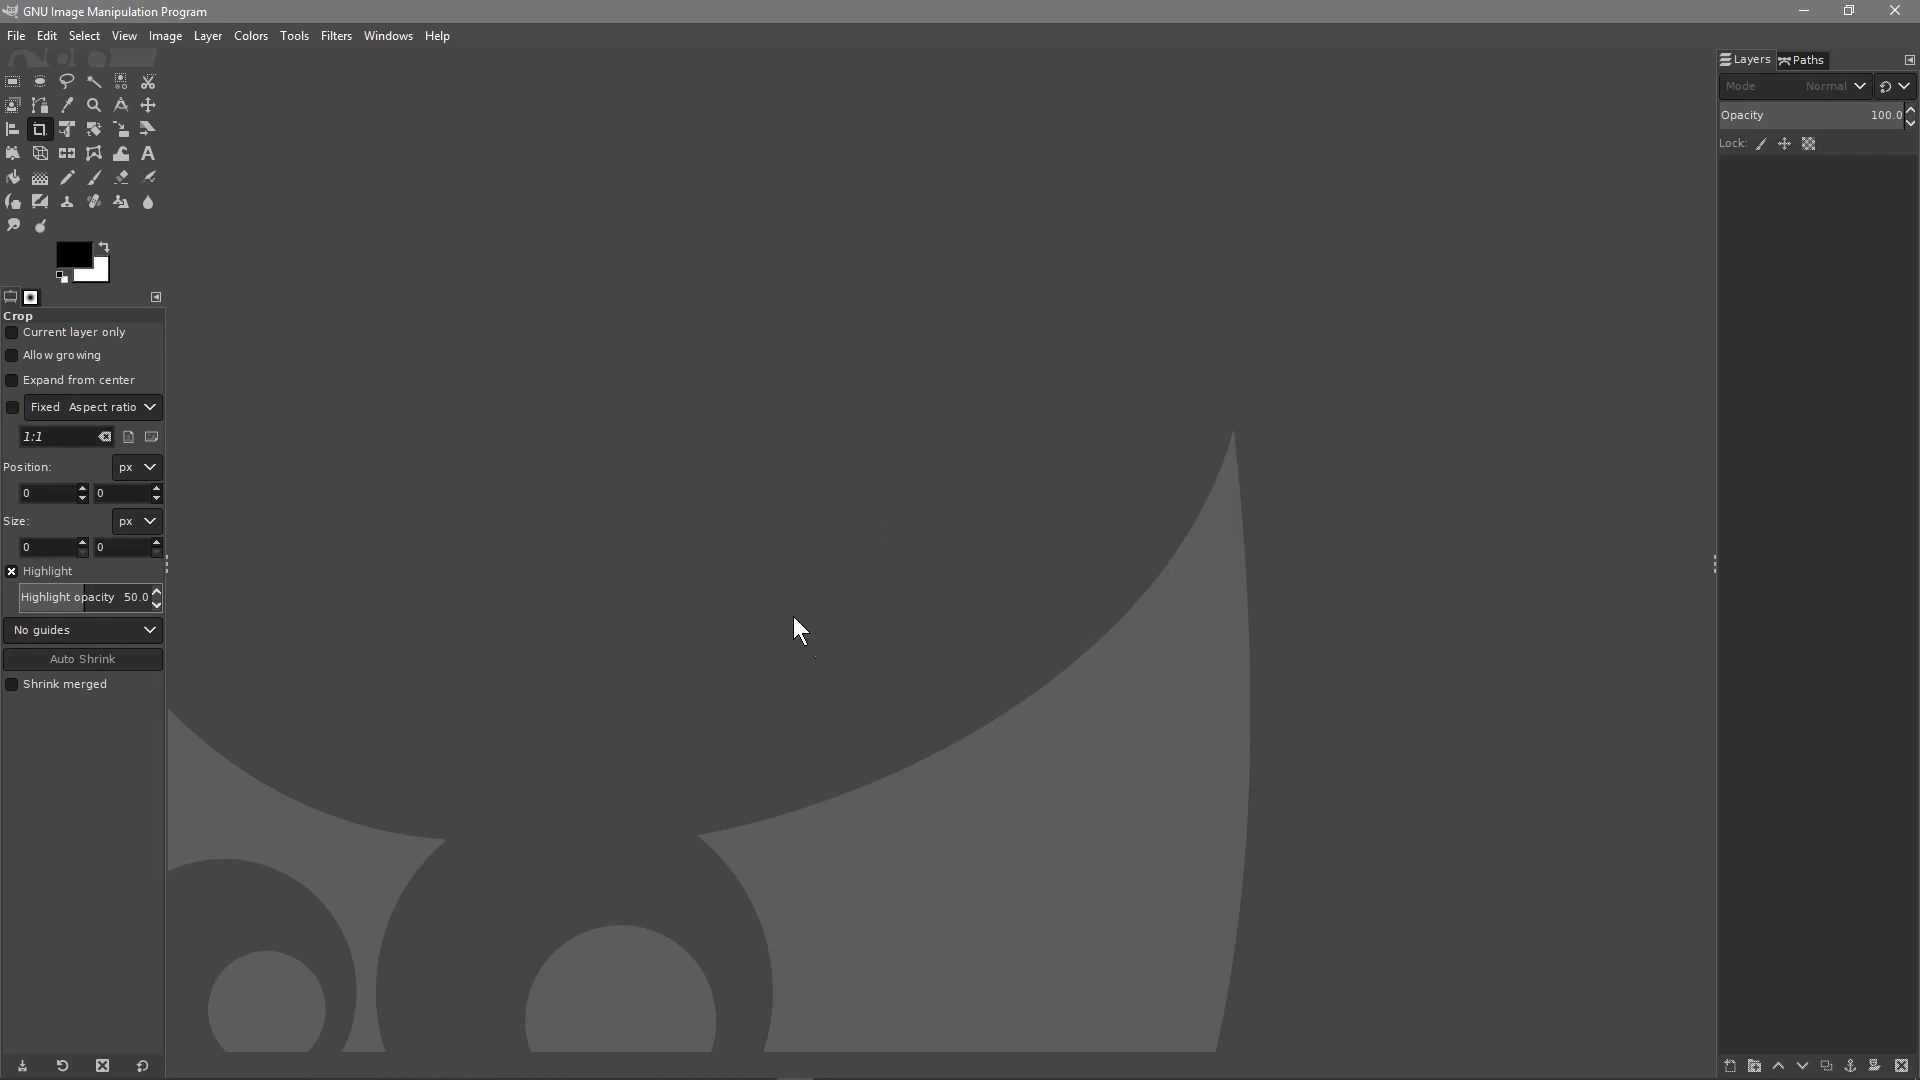 GNU Image Manipulation Program
File Edit Select View Image Layer Colors Tools Filters Windows Help
Layers Paths
Mode Normal
Opacity 100.0
Lock:
Crop
Current layer only
Allow growing
Expand from center
Fixed Aspect ratio
1:1
Position: px
0 0
Size: px
0 0
Highlight
Highlight opacity 50.0
No guides
Auto Shrink
Shrink merged